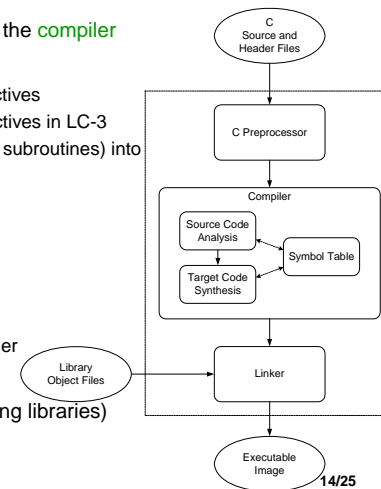 the compiler
ctives
ctives in LC-3
subroutines) into
er
ng libraries)
C
Source and
Header Files
C Preprocessor
Compiler
Source Code
Analysis
Symbol Table
Target Code
Synthesis
Library
Object Files
Linker
Executable
Image
14/25